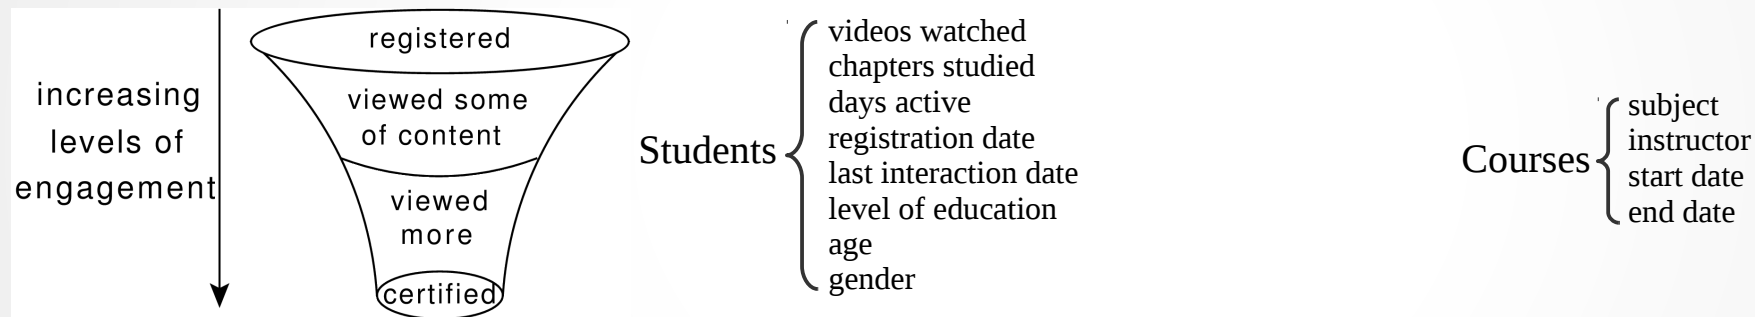 increasing
levels of
engagement
registered
viewed some
of content
viewed
more
certified
Students
videos watched
chapters studied
days active
registration date
last interaction date
level of education
age
gender
Courses
subject
instructor
start date
end date